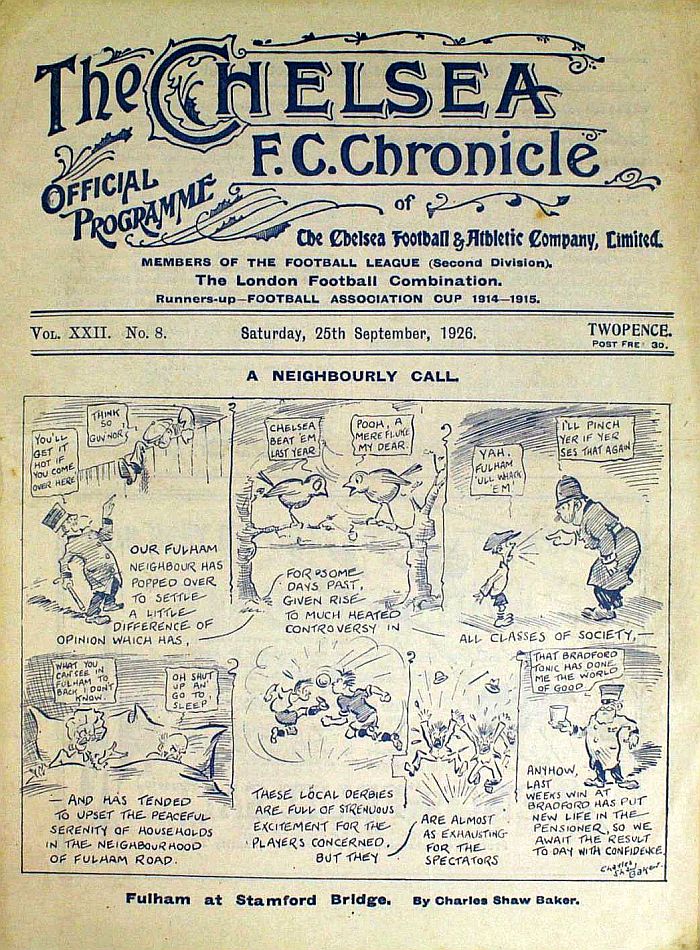 The CHELSEA
F.C. Chronicle
OFFICIAL
PROGRAMME
of
The Chelsea Football & Athletic Company, Limited.
MEMBERS OF THE FOOTBALL LEAGUE (Second Division).
The London Football Combination.
Runners-up—FOOTBALL ASSOCIATION CUP 1914—1915.
VOL. XXII. No. 8.
Saturday, 25th September, 1926.
TWOPENCE.
POST FREE 3D.
A NEIGHBOURLY CALL.
YOU'LL
GET IT
HOT IF
YOU COME
OVER HERE
THINK
SO
GUV'NOR
OUR FULHAM
NEIGHBOUR HAS
POPPED OVER
TO SETTLE
A LITTLE
DIFFERENCE OF
OPINION WHICH HAS,
CHELSEA
BEAT 'EM
LAST YEAR
POOH, A
MERE FLUKE
MY DEAR.
FOR SOME
DAYS PAST,
GIVEN RISE
TO MUCH HEATED
CONTROVERSY IN
YAH.
FULHAM
'ULL WHACK
'EM
I'LL PINCH
YER IF YER
SES THAT AGAIN
ALL CLASSES OF SOCIETY,—
WHAT YOU
CAN SEE IN
FULHAM TO
BACK I DON'T
KNOW.
OH SHUT
UP AN'
GO TO,
SLEEP
— AND HAS TENDED
TO UPSET THE PEACEFUL
SERENITY OF HOUSEHOLDS
IN THE NEIGHBOURHOOD
OF FULHAM ROAD.
THESE LOCAL DERBIES
ARE FULL OF STRENUOUS
EXCITEMENT FOR THE
PLAYERS CONCERNED.
BUT THEY
ARE ALMOST
AS EXHAUSTING
FOR THE
SPECTATORS
THAT BRADFORD
TONIC HAS DONE
ME THE WORLD
OF GOOD
ANYHOW,
LAST
WEEKS WIN AT
BRADFORD HAS PUT
NEW LIFE IN THE
PENSIONER, SO WE
AWAIT THE RESULT
TO DAY WITH CONFIDENCE.
Charles
Shaw
Baker.
Fulham at Stamford Bridge. By Charles Shaw Baker.